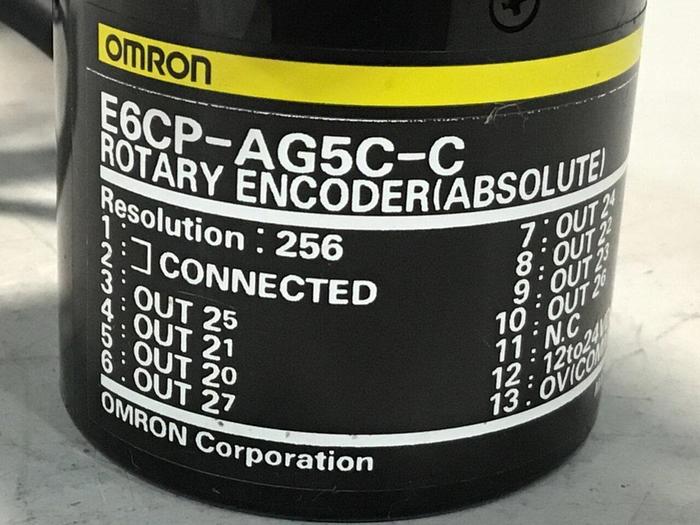 OMRON
E6CP-AG5C-C
ROTARY ENCODER(ABSOLUTE)
Resolution : 256
1 :
2 : CONNECTED
3 : OUT 25
4 : OUT 21
5 : OUT 20
6 : OUT 27
7 : OUT 24
8 : OUT 22
9 : OUT 23
10 : OUT 26
11 : N.C
12 : 12to24V
13 : OV(COM
OMRON Corporation